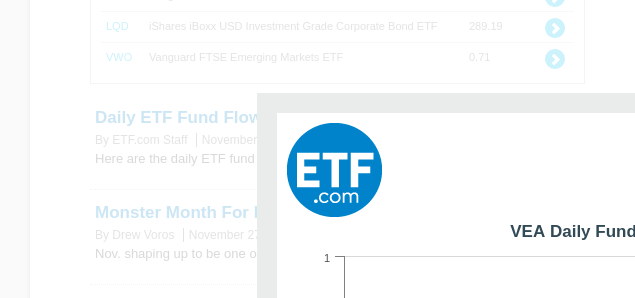 LQD iShares iBoxx USD Investment Grade Corporate Bond ETF 289.19
VWO Vanguard FTSE Emerging Markets ETF 0.71
Daily ETF Fund Flow
By ETF.com Staff | November
Here are the daily ETF fund
Monster Month For
By Drew Voros | November 2
Nov. shaping up to be one o
ETF
.com
VEA Daily Fund
1